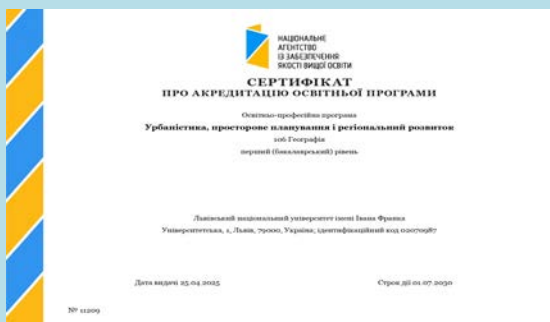 НАЦІОНАЛЬНЕ
АГЕНТСТВО
ІЗ ЗАБЕЗПЕЧЕННЯ
ЯКОСТІ ВИЩОЇ ОСВІТИ
СЕРТИФІКАТ
ПРО АКРЕДИТАЦІЮ ОСВІТНЬОЇ ПРОГРАМИ
Освітньо-професійна програма
Урбаністика, просторове планування і регіональний розвиток
106 Географія
перший (бакалаврський) рівень
Львівський національний університет імені Івана Франка
Університетська, 1, Львів, 79000, Україна; ідентифікаційний код 02070987
Дата видачі 25.04.2025
Строк дії 01.07.2030
№ 11209